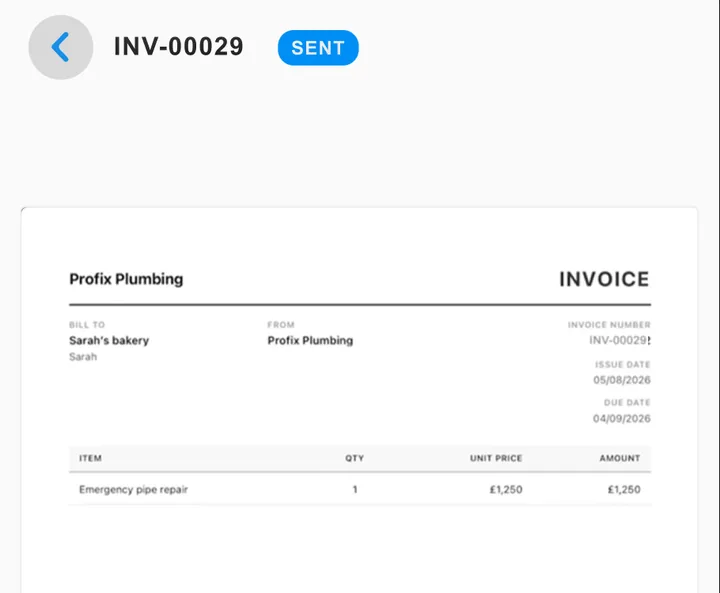 INV-00029 SENT
Profix Plumbing INVOICE
BILL TO FROM INVOICE NUMBER
Sarah's bakery Profix Plumbing INV-00029!
Sarah
ISSUE DATE
05/08/2026
DUE DATE
04/09/2026
ITEM QTY UNIT PRICE AMOUNT
Emergency pipe repair 1 £1,250 £1,250